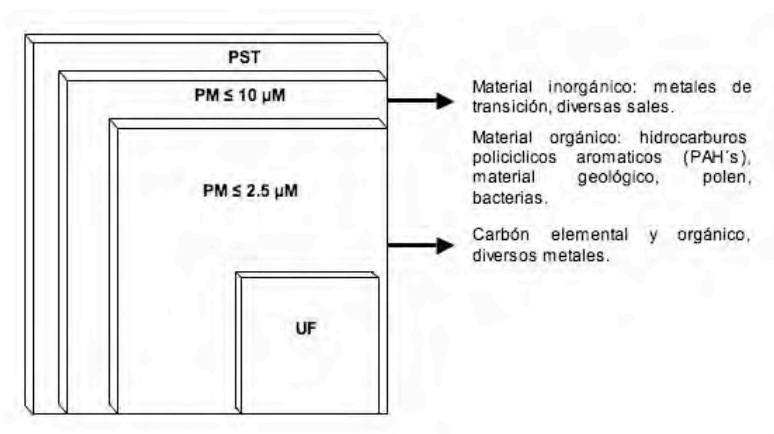 PST
PM ≤ 10 µM
PM ≤ 2.5 µM
UF
Material inorgánico: metales de
transición, diversas sales.
Material orgánico: hidrocarburos
policiclicos aromaticos (PAH´s),
material geológico, polen,
bacterias.
Carbón elemental y orgánico,
diversos metales.